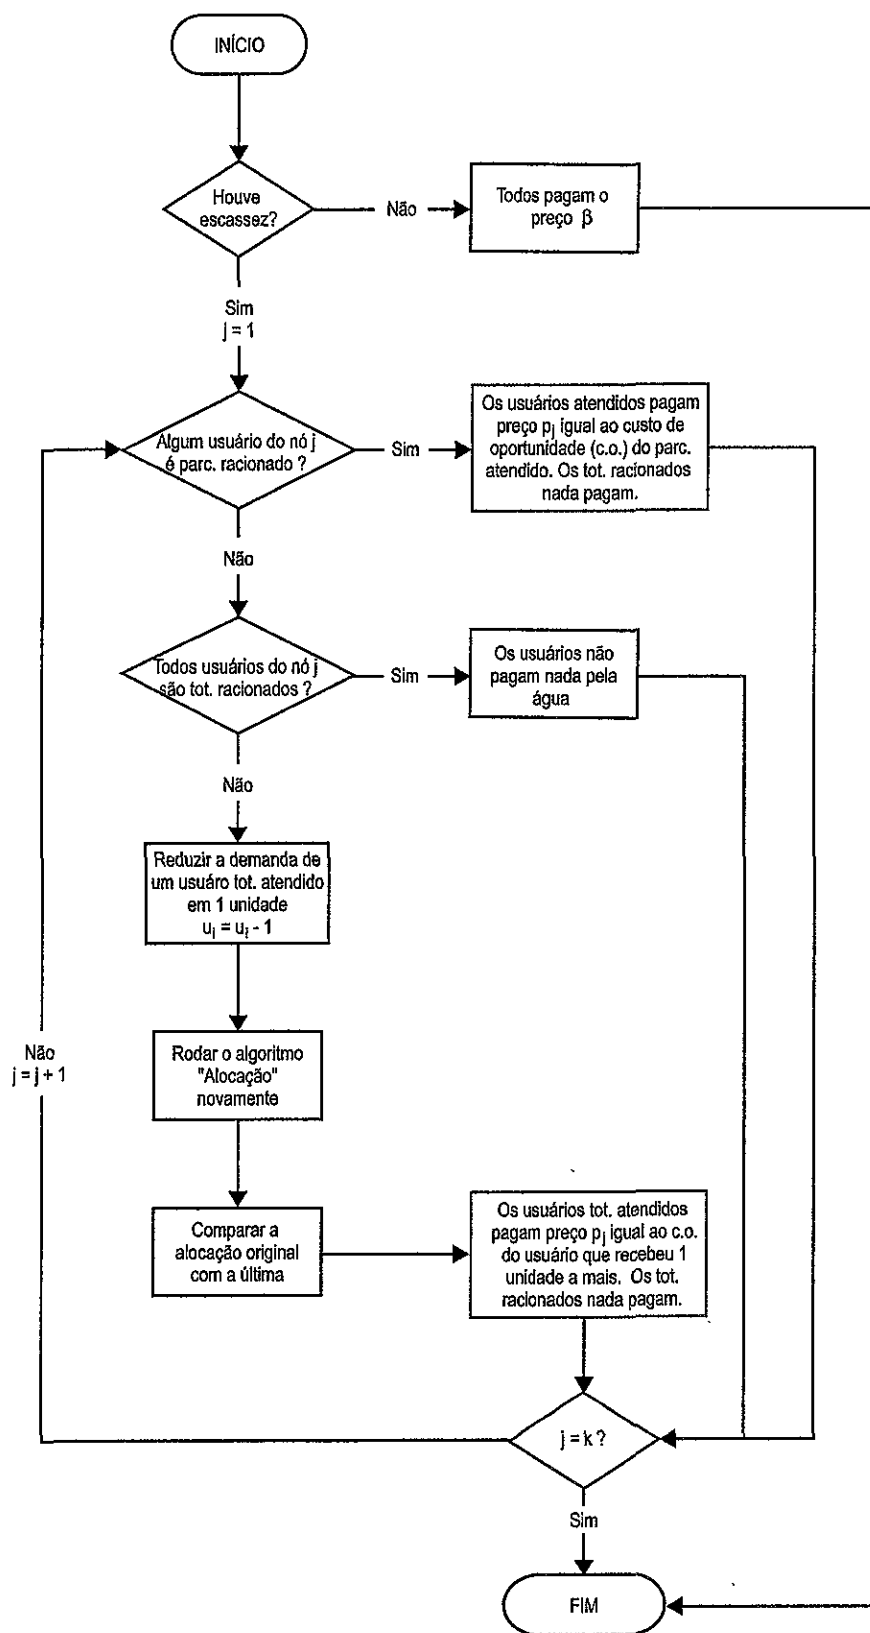 INÍCIO
Houve
escassez?
Não
Todos pagam o
preço β
Sim
j = 1
Algum usuário do nó j
é parc. racionado ?
Sim
Os usuários atendidos pagam
preço pj igual ao custo de
oportunidade (c.o.) do parc.
atendido. Os tot. racionados
nada pagam.
Não
Todos usuários do nó j
são tot. racionados ?
Sim
Os usuários não
pagam nada pela
água
Não
Reduzir a demanda de
um usuáro tot. atendido
em 1 unidade
ui = ui - 1
Rodar o algoritmo
"Alocação"
novamente
Não
j = j + 1
Comparar a
alocação original
com a última
Os usuários tot. atendidos
pagam preço pj igual ao c.o.
do usuário que recebeu 1
unidade a mais. Os tot.
racionados nada pagam.
j = k ?
Sim
FIM